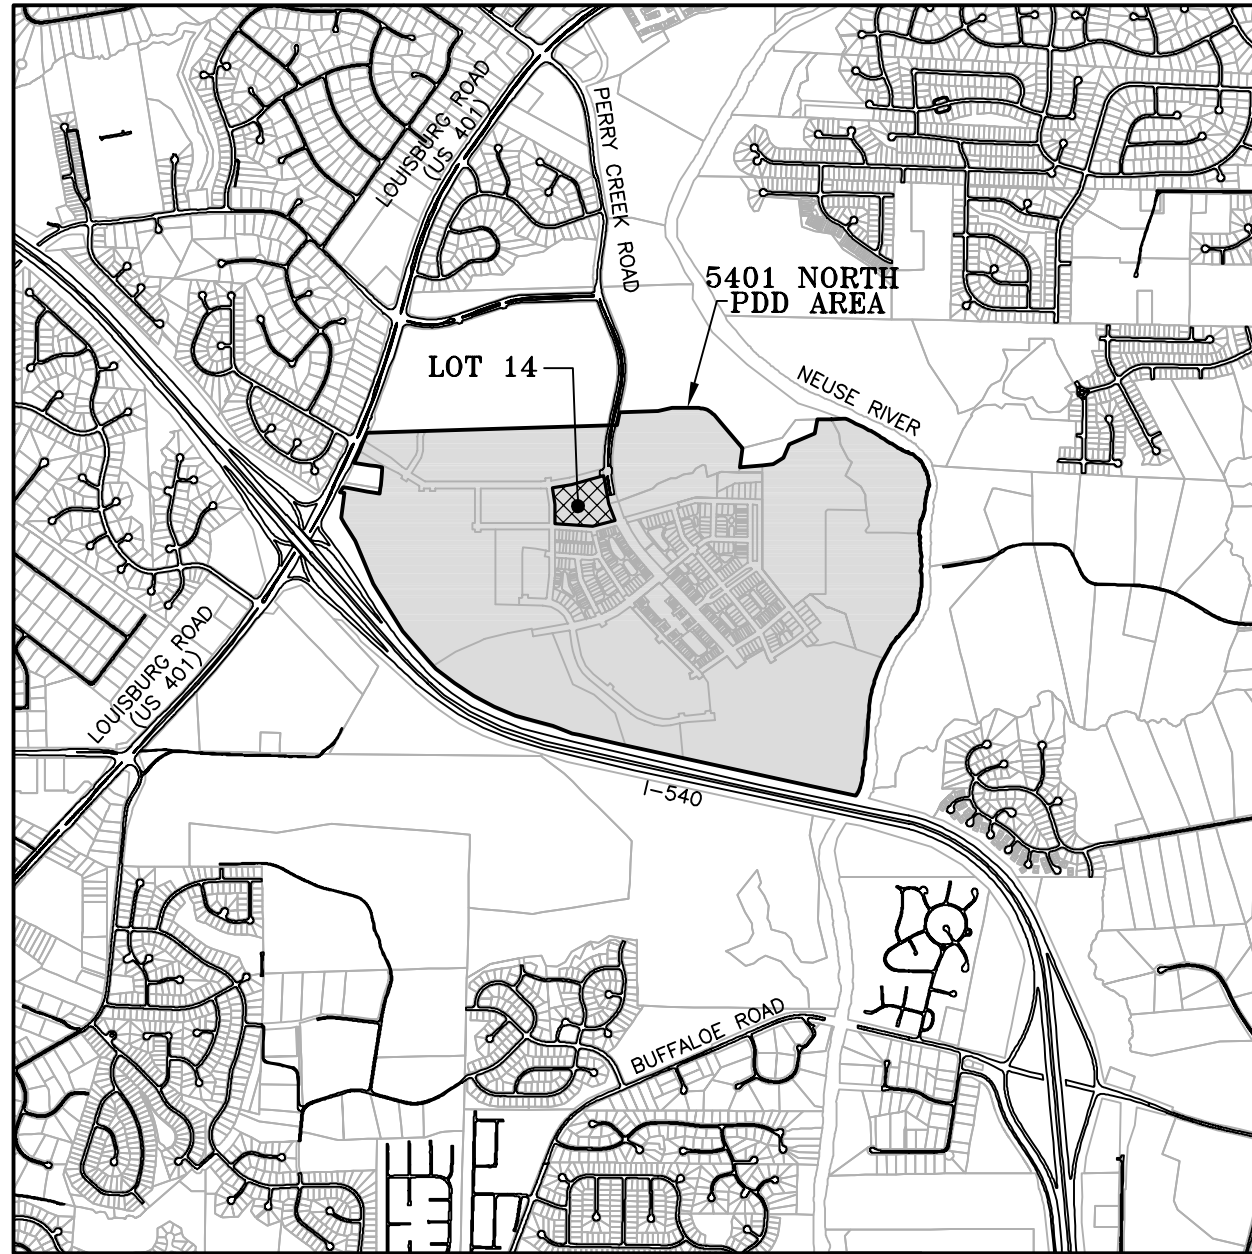 LOUISBURG ROAD
(US 401)
PERRY CREEK ROAD
5401 NORTH
PDD AREA
LOT 14
NEUSE RIVER
LOUISBURG ROAD
(US 401)
I-540
BUFFALOE ROAD